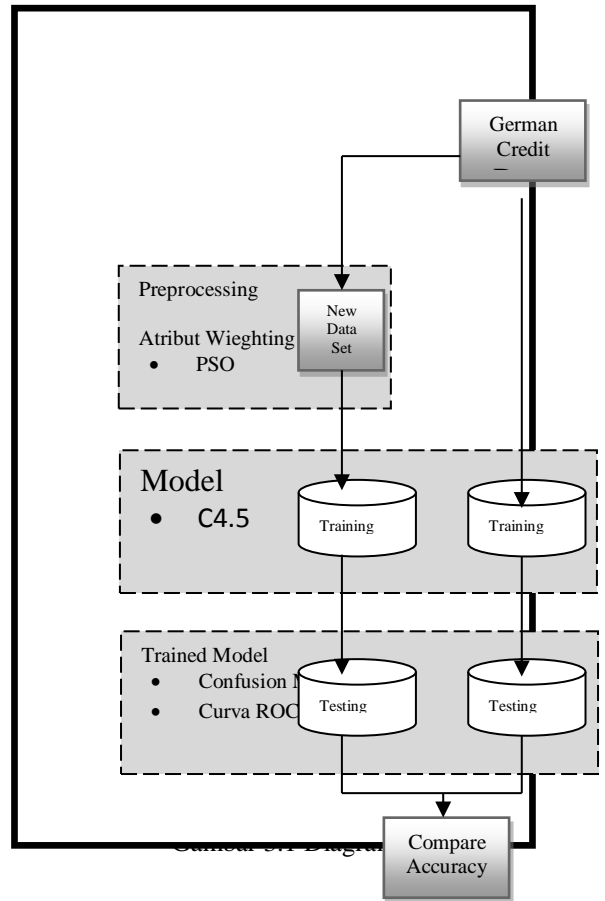 German
Credit
Preprocessing
New
Data
Set
Atribut Wieghting
• PSO
Model
• C4.5
Training
Training
Trained Model
• Confusion
• Curva ROC
Testing
Testing
Compare
Accuracy